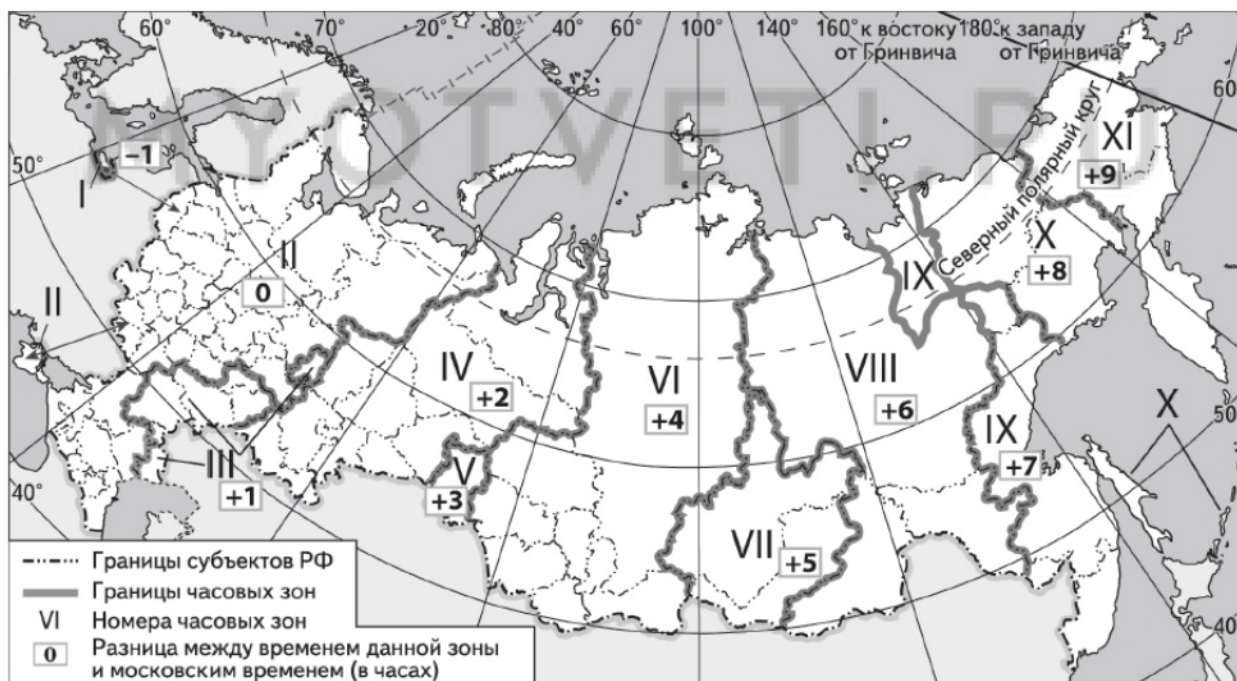 60°
70°
20°
80°
40°
60°
80°
100°
120°
140°
160° к востоку
от Гринвича
180° к западу
от Гринвича
60°
MYOTVETI.RU
50°
–1
I
II
0
II
Северный полярный круг
XI
+9
X
+8
IX
IV
+2
VI
+4
VIII
+6
V
+3
IX
+7
X
50°
III
+1
40°
VII
+5
40°
Границы субъектов РФ
Границы часовых зон
VI Номера часовых зон
0 Разница между временем данной зоны
и московским временем (в часах)